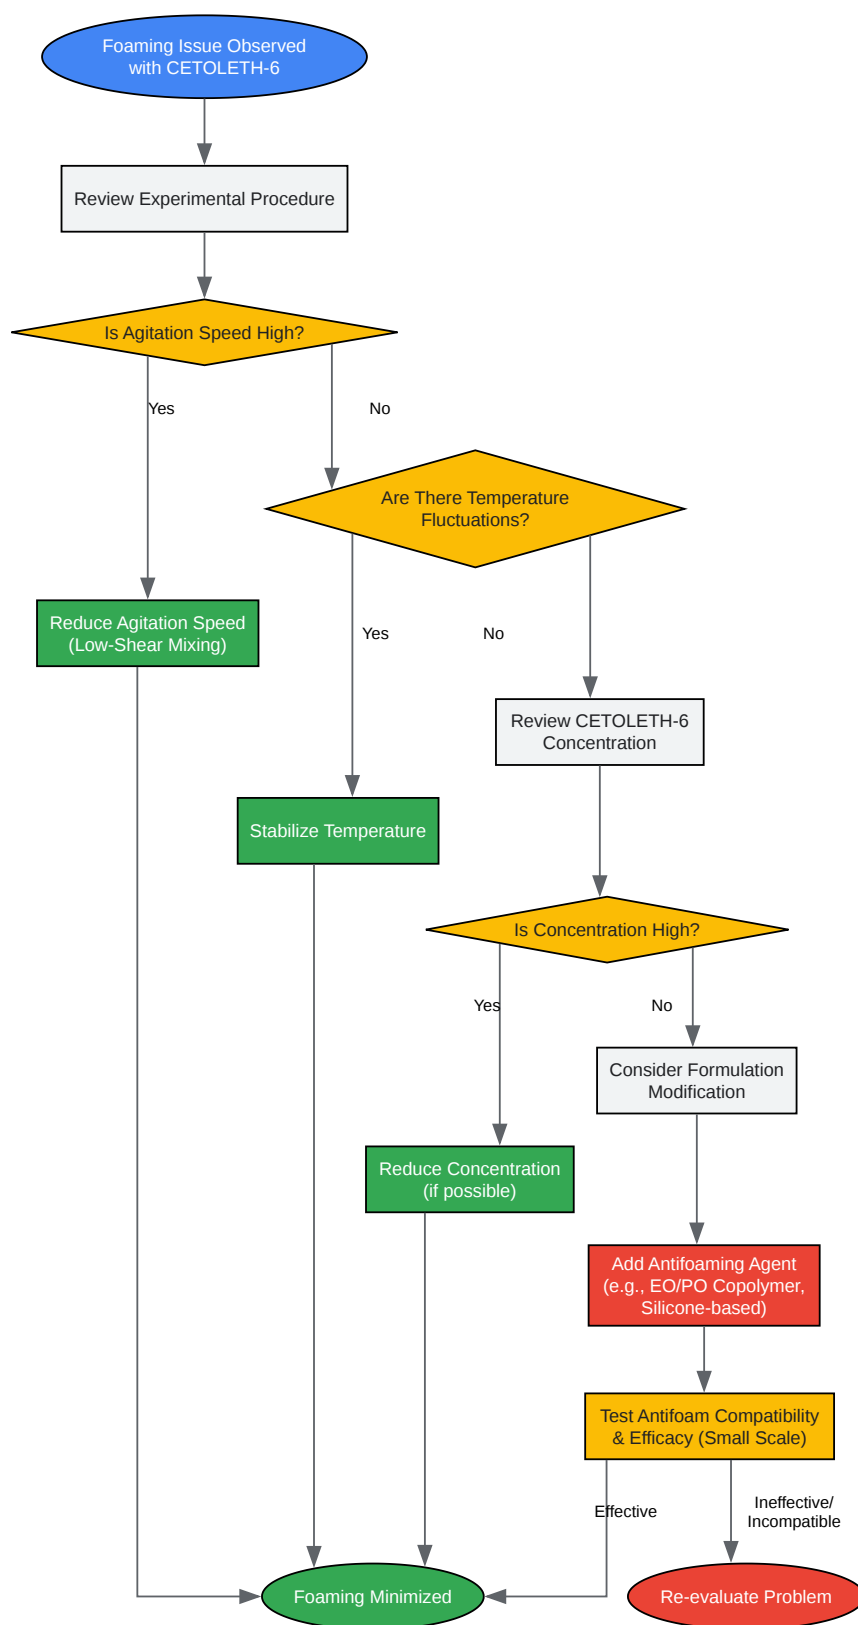 Foaming Issue Observed
with CETOLETH-6
Review Experimental Procedure
Is Agitation Speed High?
Yes
No
Are There Temperature
Fluctuations?
Reduce Agitation Speed
(Low-Shear Mixing)
Yes
No
Review CETOLETH-6
Concentration
Stabilize Temperature
Is Concentration High?
Yes
No
Consider Formulation
Modification
Reduce Concentration
(if possible)
Add Antifoaming Agent
(e.g., EO/PO Copolymer,
Silicone-based)
Test Antifoam Compatibility
& Efficacy (Small Scale)
Effective
Ineffective/
Incompatible
Foaming Minimized
Re-evaluate Problem